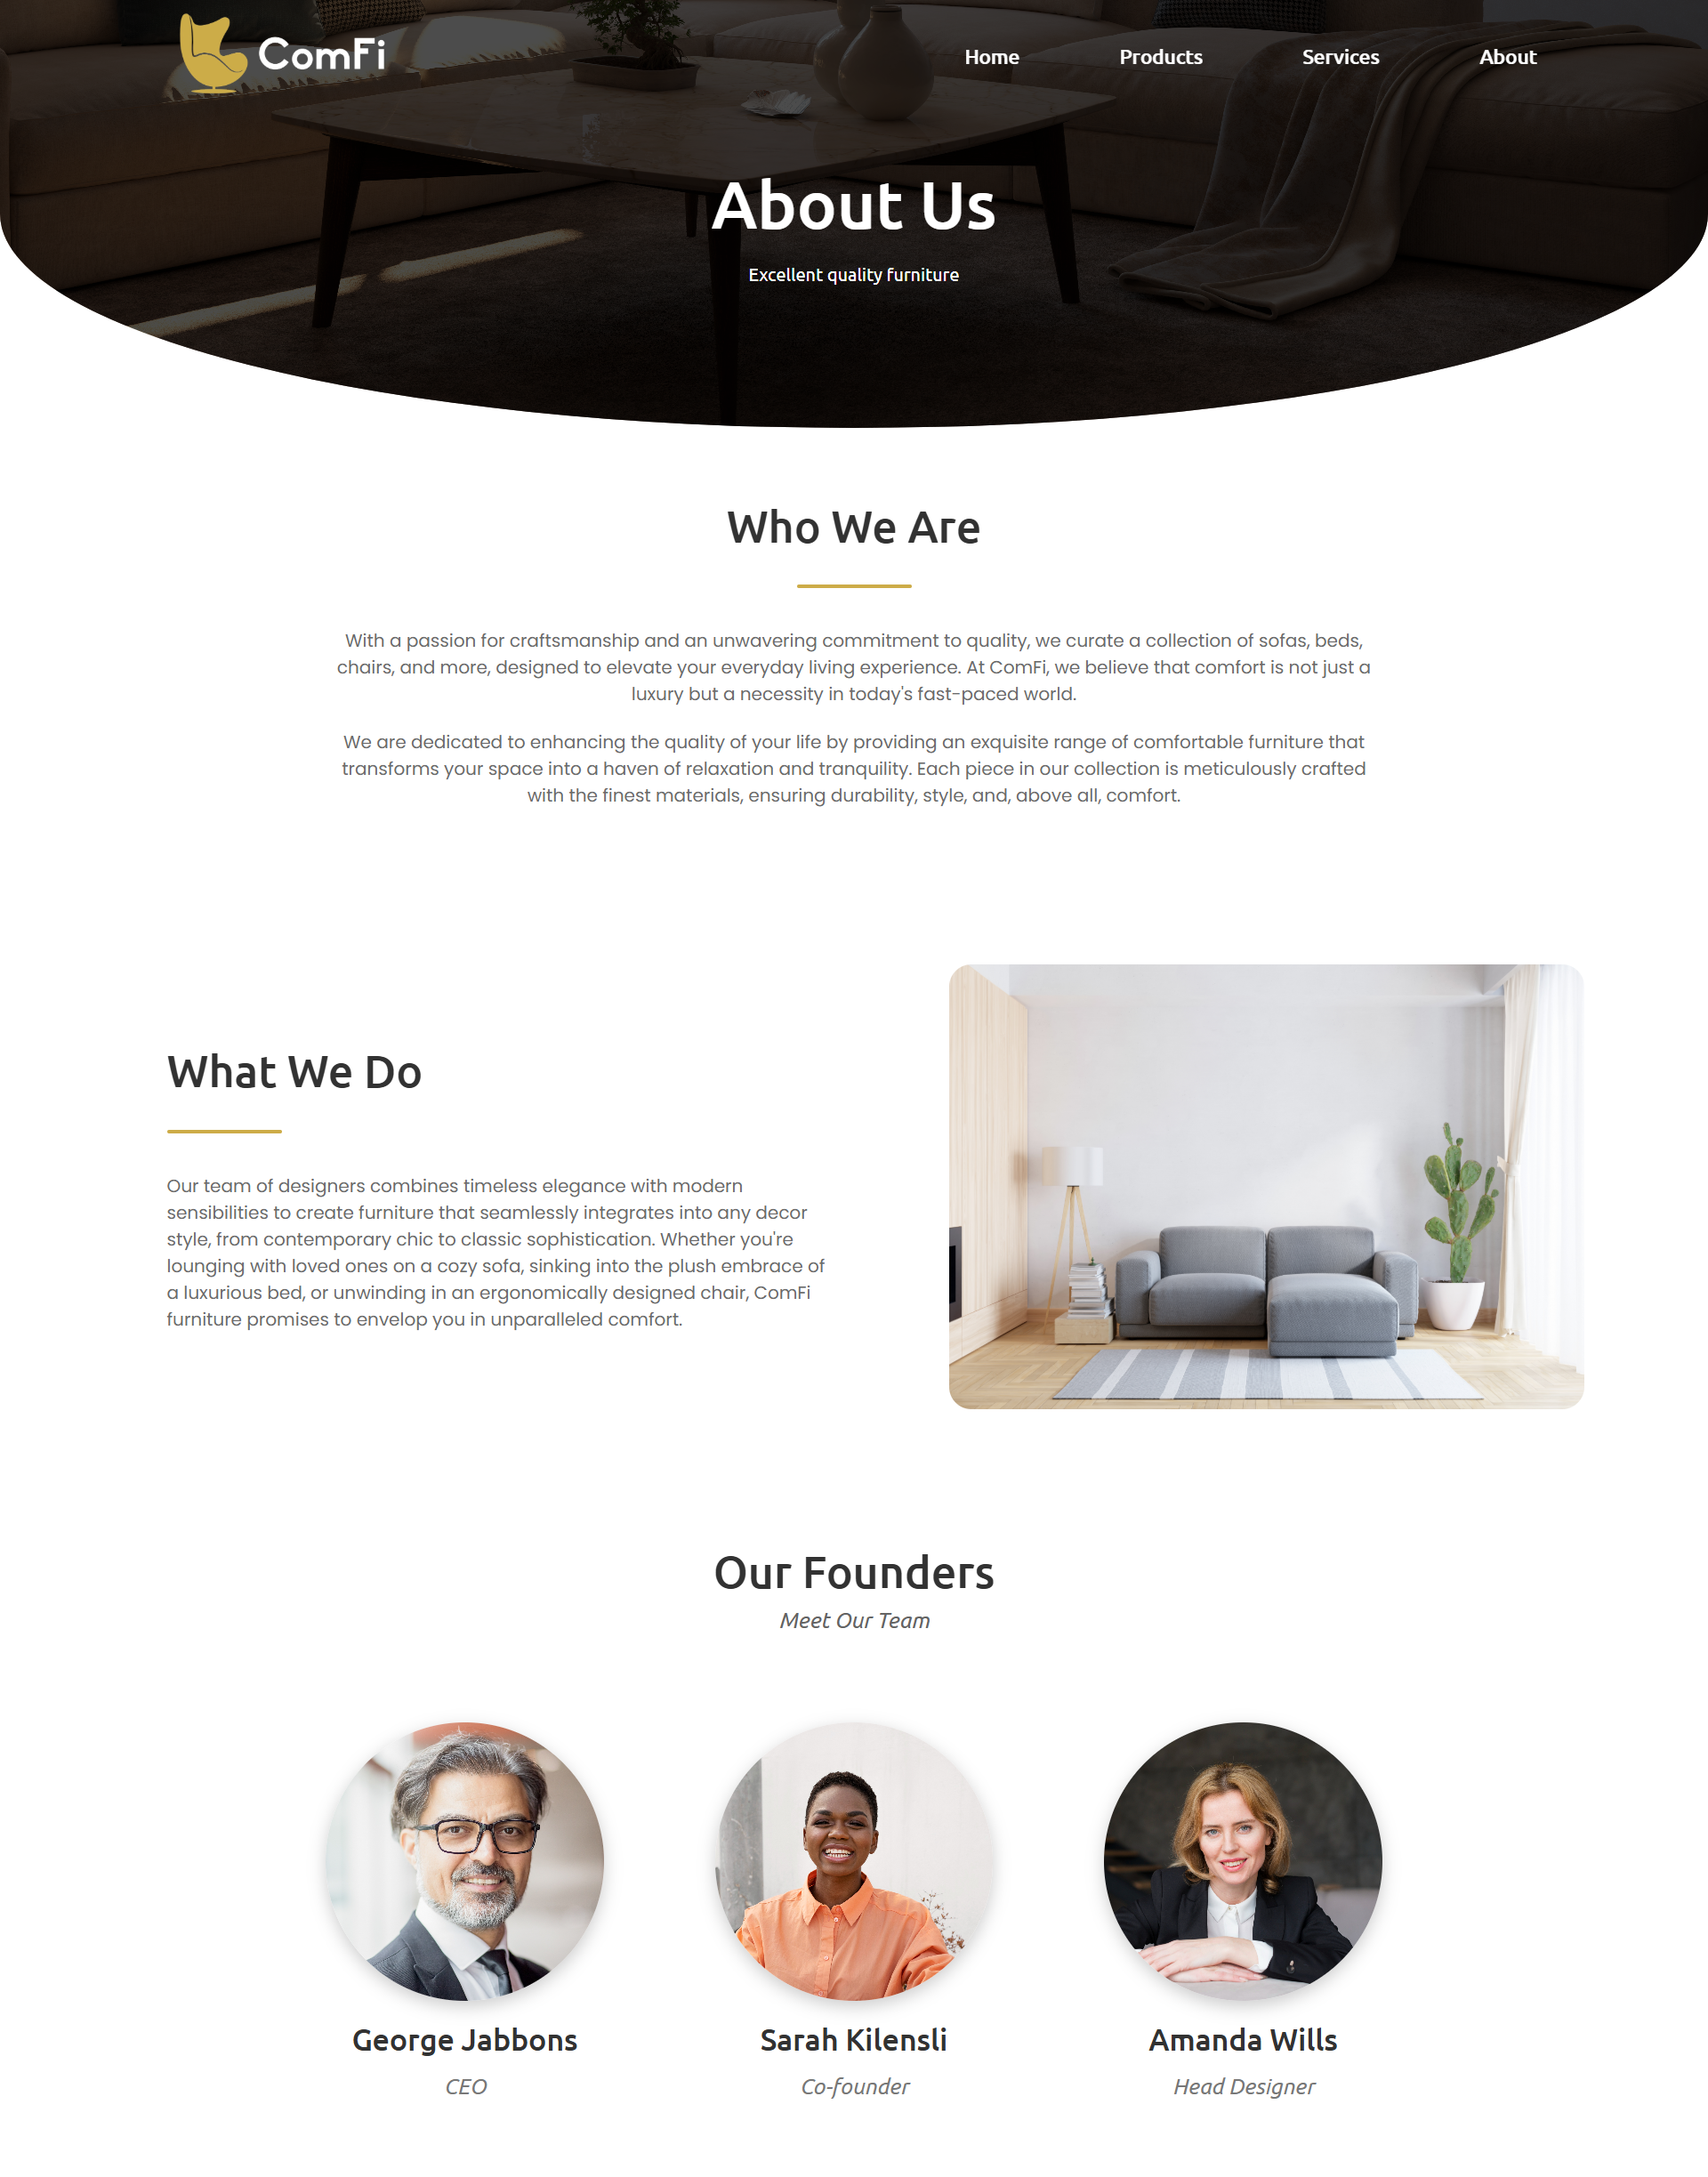 ComFi
Home Products Services About
About Us
Excellent quality furniture
Who We Are
With a passion for craftsmanship and an unwavering commitment to quality, we curate a collection of sofas, beds,
chairs, and more, designed to elevate your everyday living experience. At ComFi, we believe that comfort is not just a
luxury but a necessity in today's fast-paced world.
We are dedicated to enhancing the quality of your life by providing an exquisite range of comfortable furniture that
transforms your space into a haven of relaxation and tranquility. Each piece in our collection is meticulously crafted
with the finest materials, ensuring durability, style, and, above all, comfort.
What We Do
Our team of designers combines timeless elegance with modern
sensibilities to create furniture that seamlessly integrates into any decor
style, from contemporary chic to classic sophistication. Whether you're
lounging with loved ones on a cozy sofa, sinking into the plush embrace of
a luxurious bed, or unwinding in an ergonomically designed chair, ComFi
furniture promises to envelop you in unparalleled comfort.
Our Founders
Meet Our Team
George Jabbons
CEO
Sarah Kilensli
Co-founder
Amanda Wills
Head Designer